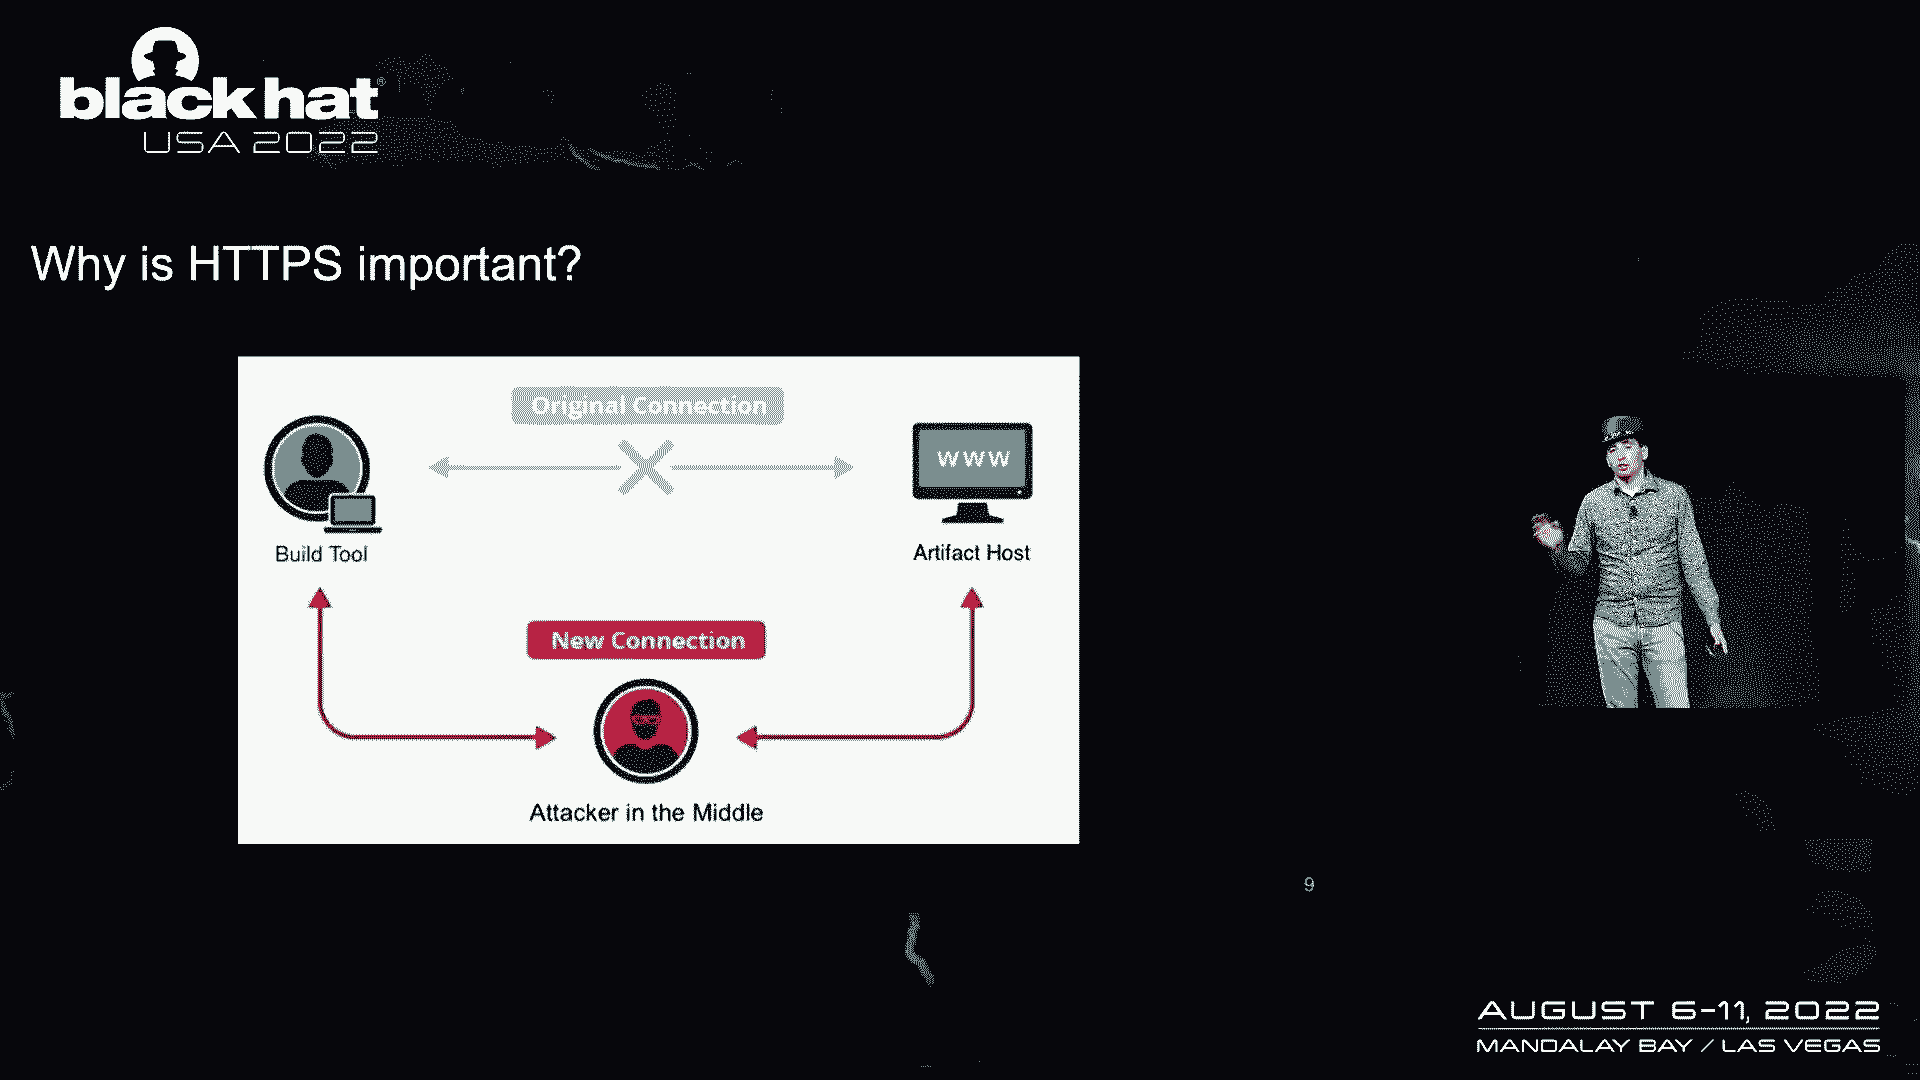 black hat®
USA 2022
Why is HTTPS important?
Original Connection
WWW
Build Tool
Artifact Host
New Connection
Attacker in the Middle
9
AUGUST 6-11, 2022
MANDALAY BAY / LAS VEGAS